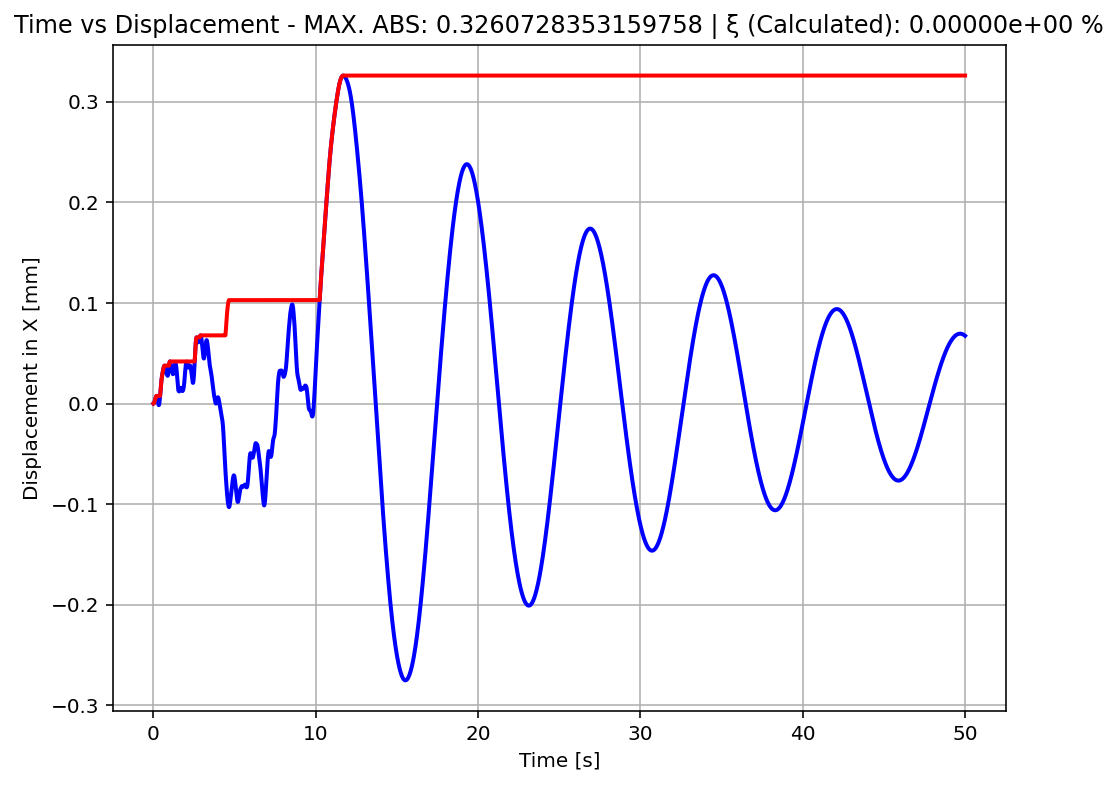 Time vs Displacement - MAX. ABS: 0.3260728353159758 | ξ (Calculated): 0.00000e+00 %
Displacement in X [mm]
0.3
0.2
0.1
0.0
−0.1
−0.2
−0.3
0 10 20 30 40 50
Time [s]